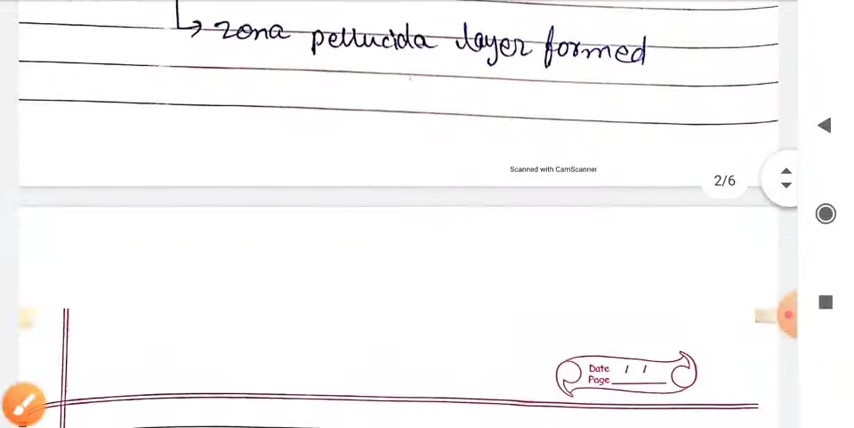 ↳ zona pellucida layer formed
Scanned with CamScanner
2/6
Date / /
Page